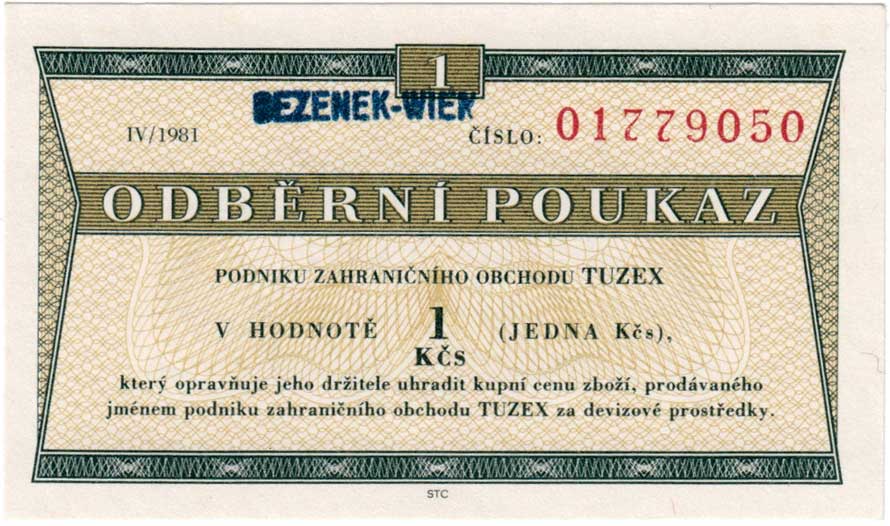 1
BEZENEK-WIEN
IV/1981
ČÍSLO: 01779050
ODBĚRNÍ POUKAZ
PODNIKU ZAHRANIČNÍHO OBCHODU TUZEX
V HODNOTĚ 1 (JEDNA Kčs),
KČS
který opravňuje jeho držitele uhradit kupní cenu zboží, prodávaného
jménem podniku zahraničního obchodu TUZEX za devizové prostředky.
STC